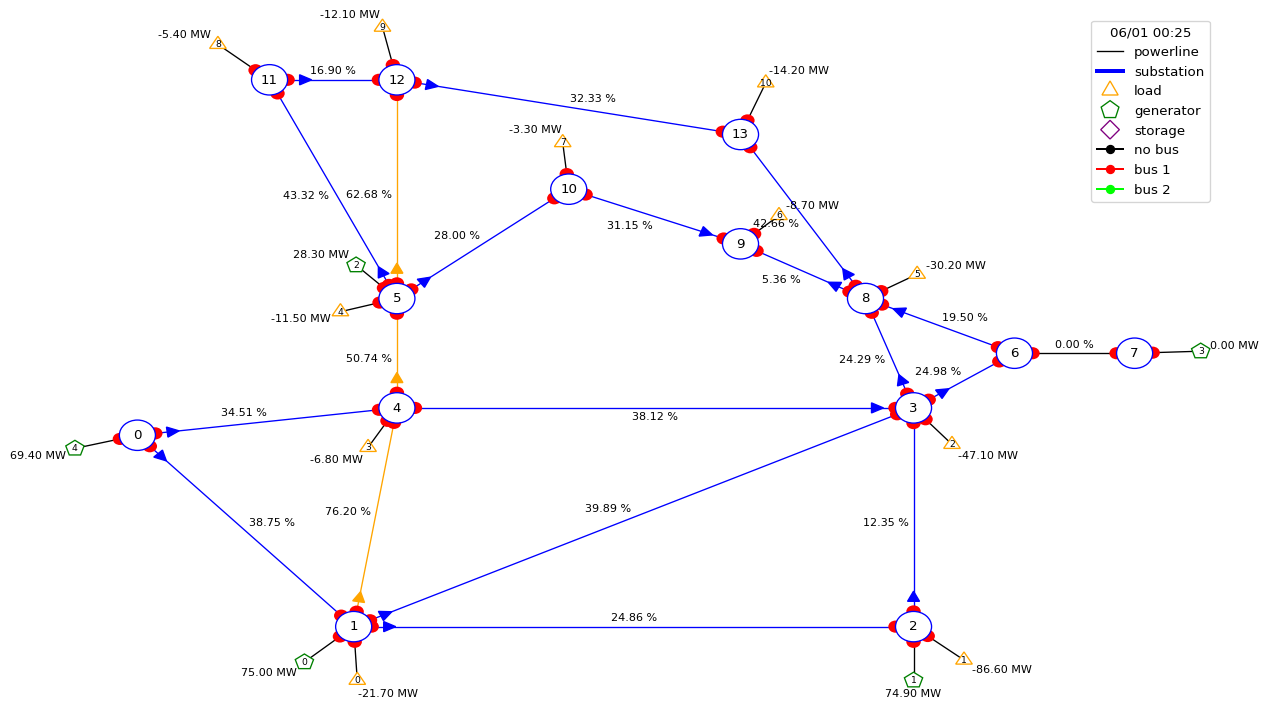 -12.10 MW
9
06/01 00:25
powerline
substation
load
generator
storage
no bus
bus 1
bus 2
-5.40 MW
8
11
16.90 %
12
-14.20 MW
10
32.33 %
13
-3.30 MW
7
43.32 %
62.68 %
10
28.00 %
31.15 %
-8.70 MW
6
42.66 %
9
28.30 MW
2
5.36 %
-30.20 MW
5
5
8
-11.50 MW
4
19.50 %
50.74 %
24.29 %
24.98 %
6
0.00 %
7
3
0.00 MW
34.51 %
4
38.12 %
3
0
4
69.40 MW
3
-6.80 MW
2
-47.10 MW
38.75 %
76.20 %
39.89 %
12.35 %
1
24.86 %
2
0
75.00 MW
0
-21.70 MW
1
74.90 MW
1
-86.60 MW